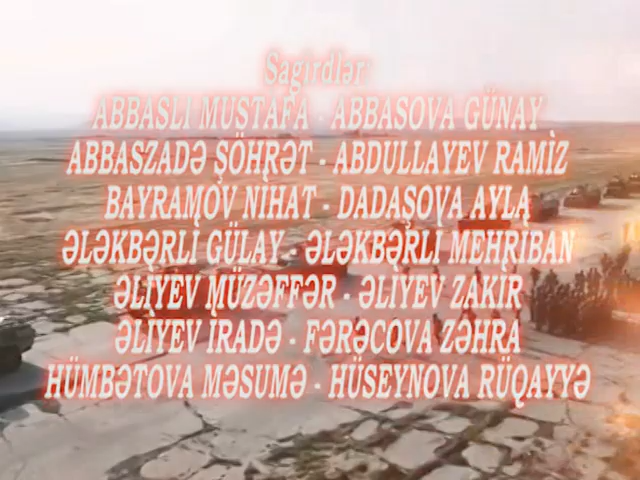 Sagirdlər
ABBASLI MUSTAFA - ABBASOVA GÜNAY
ABBASZADƏ ŞÖHRƏT - ABDULLAYEV RAMİZ
BAYRAMOV NİHAT - DADAŞOVA AYLA
ƏLƏKBƏRLİ GÜLAY - ƏLƏKBƏRLİ MEHRİBAN
ƏLİYEV MÜZƏFFƏR - ƏLİYEV ZAKİR
ƏLİYEV İRADƏ - FƏRƏCOVA ZƏHRA
HÜMBƏTOVA MƏSUMƏ - HÜSEYNOVA RÜQAYYƏ